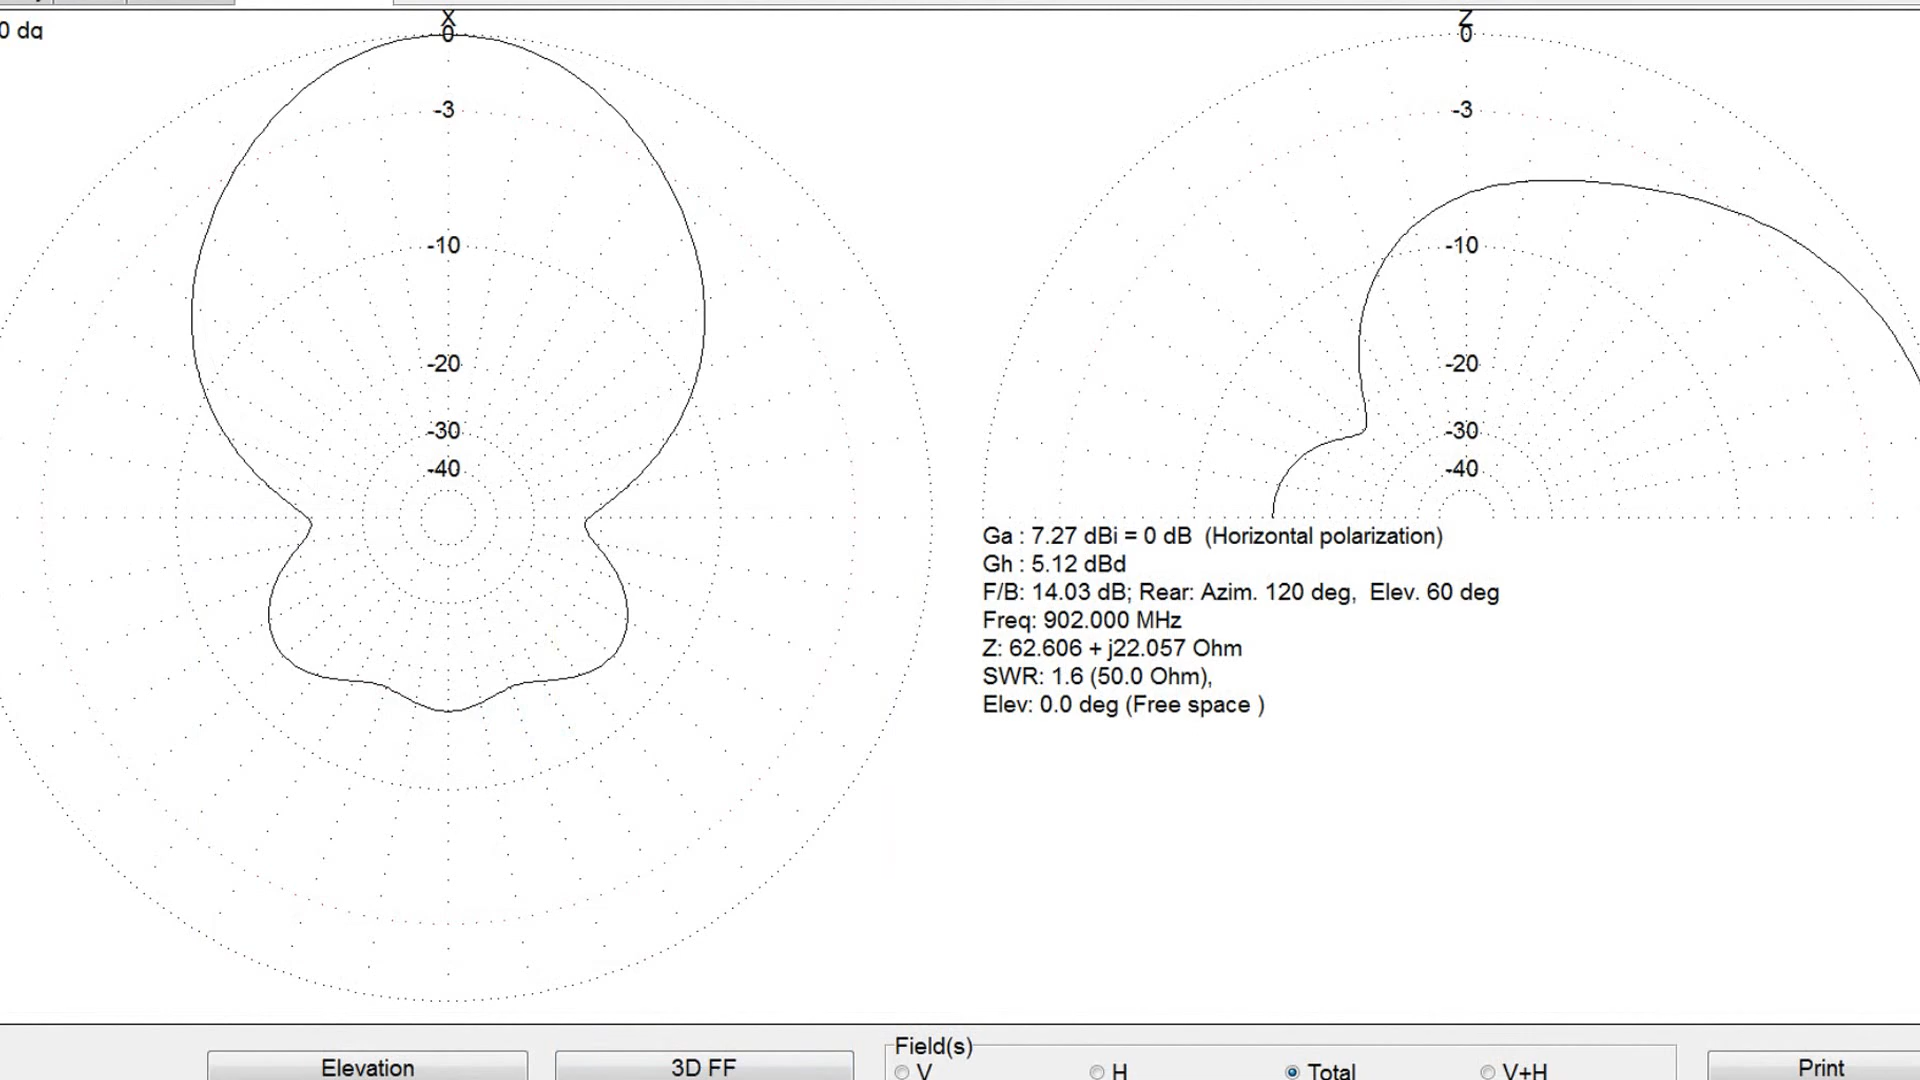 0 dq
X
0
-3
-10
-20
-30
-40
Z
0
-3
-10
-20
-30
-40
Ga : 7.27 dBi = 0 dB (Horizontal polarization)
Gh : 5.12 dBd
F/B: 14.03 dB; Rear: Azim. 120 deg, Elev. 60 deg
Freq: 902.000 MHz
Z: 62.606 + j22.057 Ohm
SWR: 1.6 (50.0 Ohm),
Elev: 0.0 deg (Free space )
Field(s)
Elevation 3D FF V H Total V+H Print